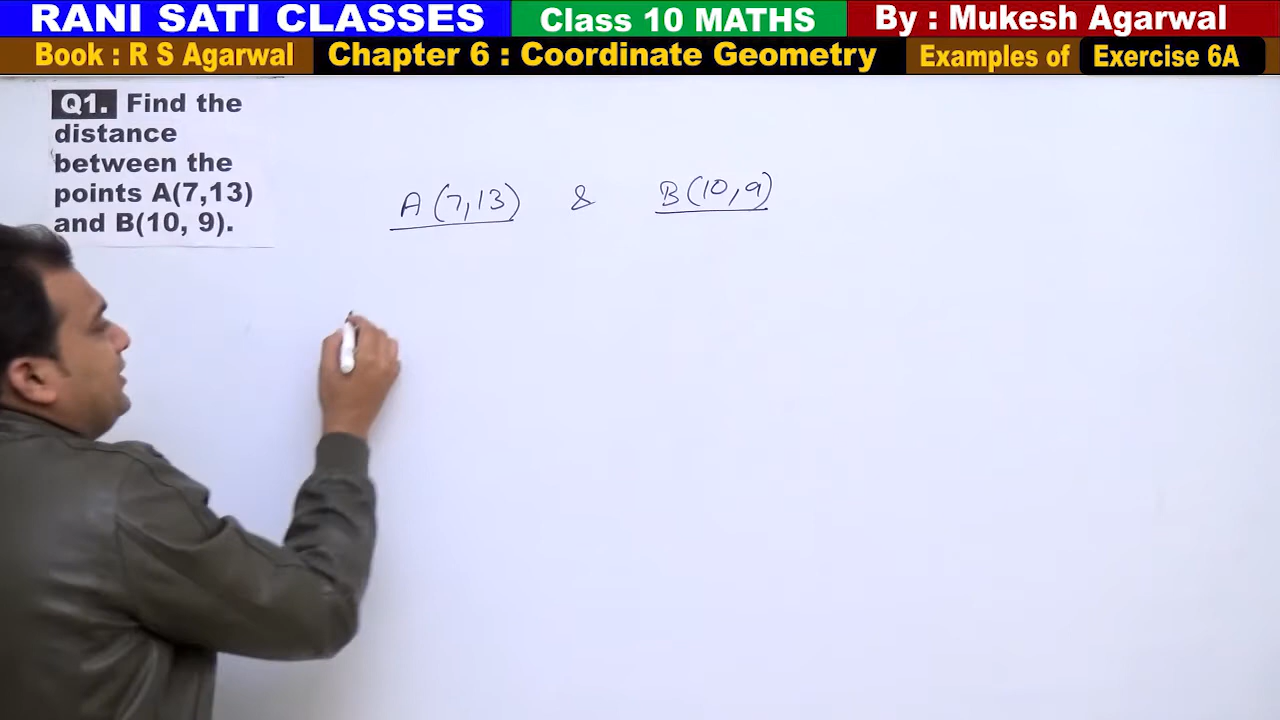 RANI SATI CLASSES Class 10 MATHS By : Mukesh Agarwal
Book : R S Agarwal Chapter 6 : Coordinate Geometry Examples of Exercise 6A
Q1. Find the
distance
between the
points A(7,13)
and B(10, 9).
A (7,13) & B (10,9)